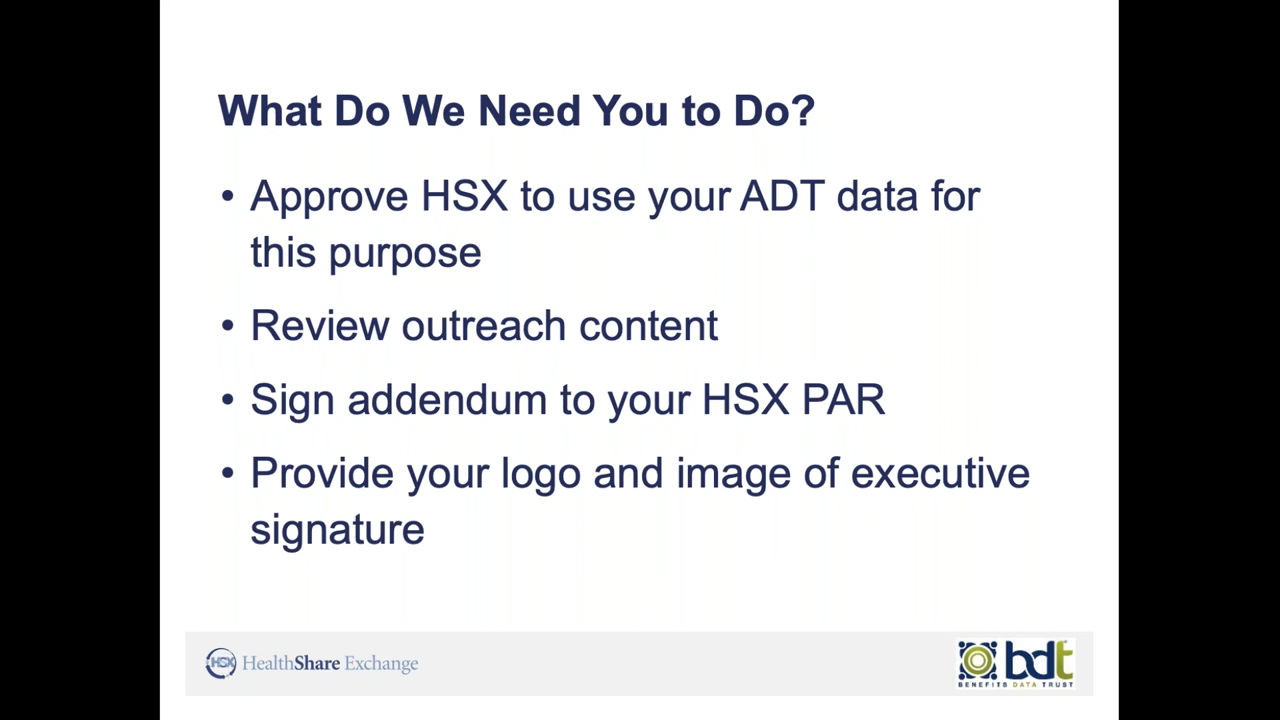 What Do We Need You to Do?
• Approve HSX to use your ADT data for
this purpose
• Review outreach content
• Sign addendum to your HSX PAR
• Provide your logo and image of executive
signature
HSX HealthShare Exchange
bdt
BENEFITS DATA TRUST